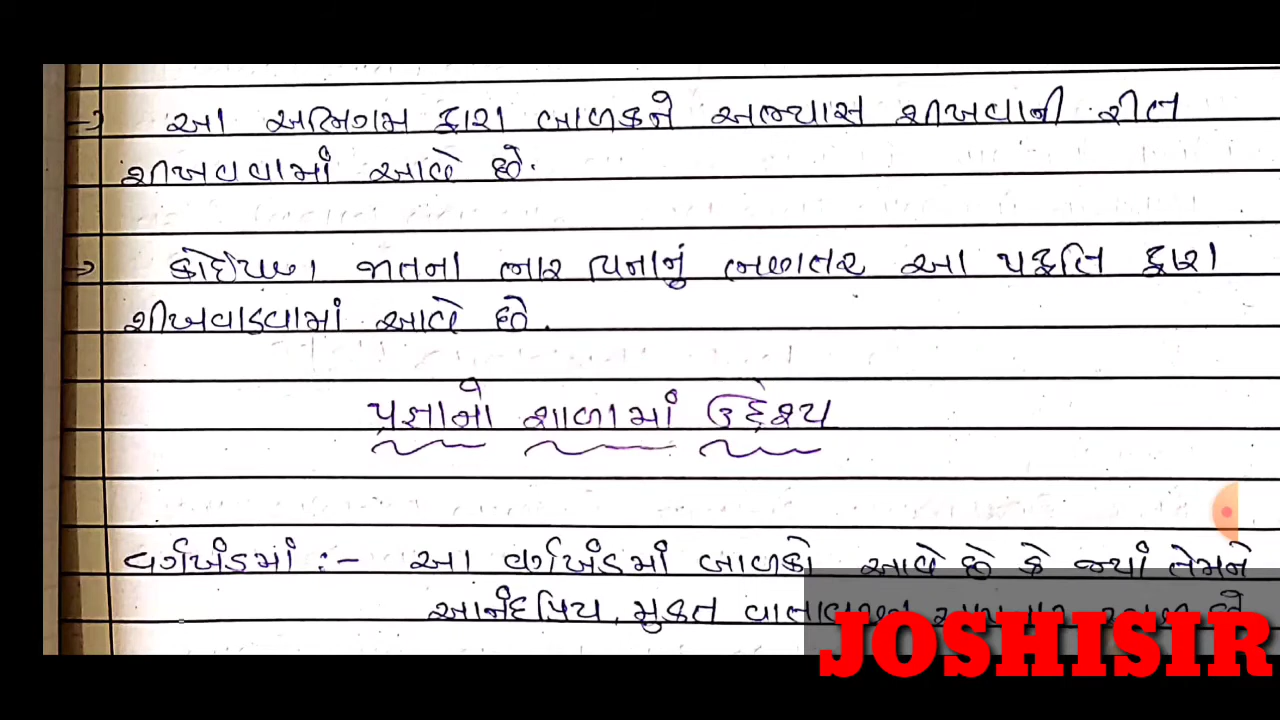 → આ અભિગમ દ્વારા બાળકને અભ્યાસ શીખવાની રીત
શીખવવામાં આવે છે.
→ કોઈપણ જાતના ભાર વિનાનું ભણતર આ પદ્ધતિ દ્વારા
શીખવાડવામાં આવે છે.
પ્રજ્ઞાનો શાળામાં ઉદ્દેશ્ય
વર્ગખંડમાં :- આ વર્ગખંડમાં બાળકો આવે છે કે જ્યાં તેમને
આનંદપ્રિય, મુક્ત વાતાવરણ
JOSHISIR